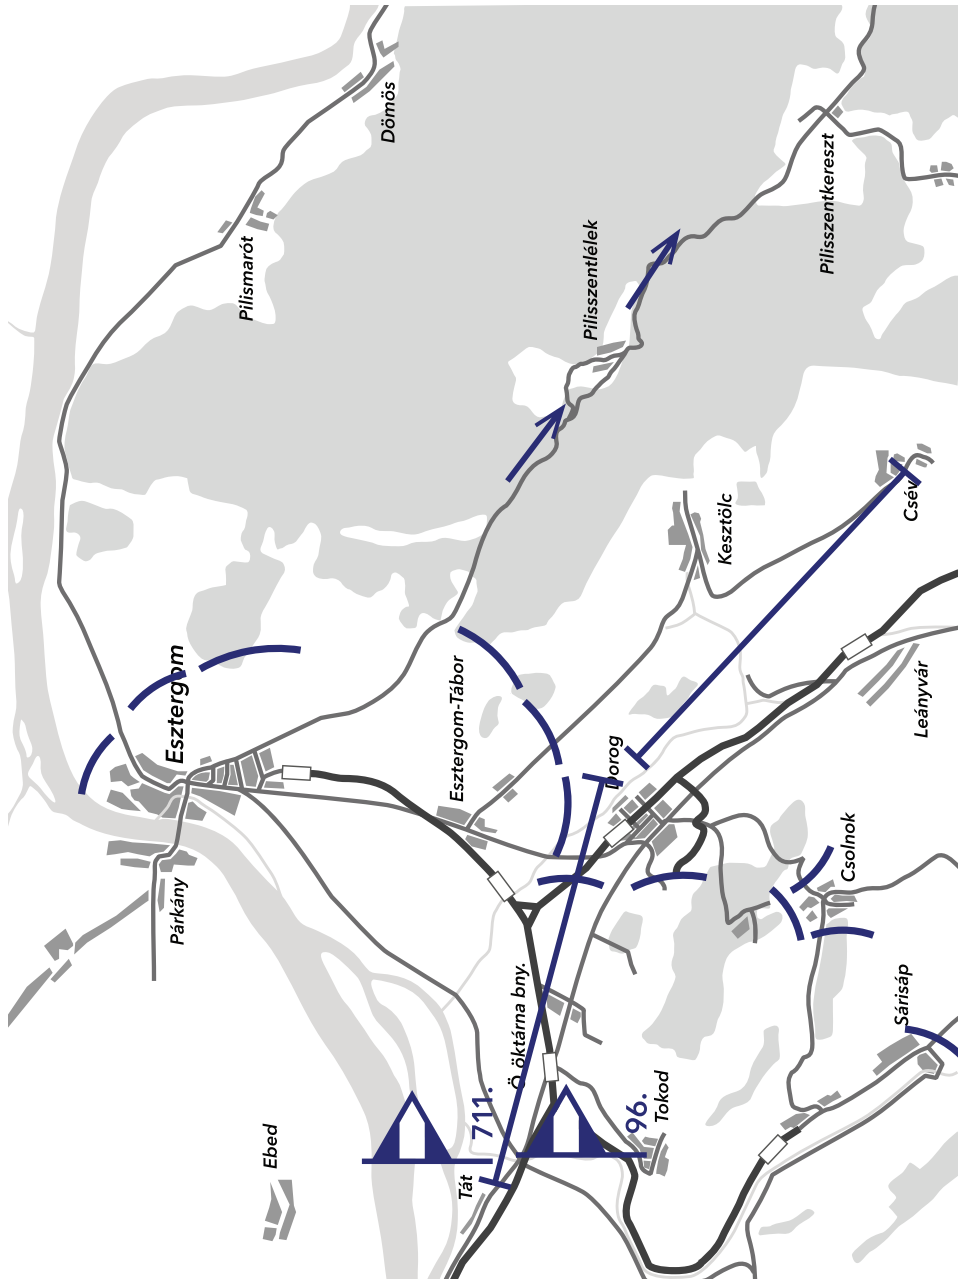 Dömös
Pilismarót
Pilisszentkereszt
Pilisszentlélek
Csév
Kesztölc
Esztergom
Esztergom-Tábor
Leányvár
Dorog
Csolnok
Párkány
Sárisáp
Ö öktárna bny.
711.
96.
Tokod
Ebed
Tát